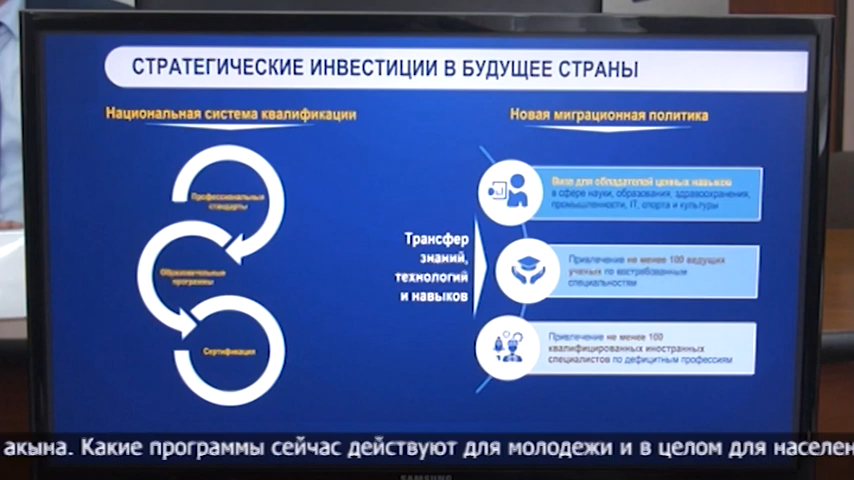 СТРАТЕГИЧЕСКИЕ ИНВЕСТИЦИИ В БУДУЩЕЕ СТРАНЫ
Национальная система квалификации
Профессиональные
стандарты
Образовательные
программы
Сертификация
Новая миграционная политика
Трансфер
знаний,
технологий
и навыков
Виза для обладателей ценных навыков
в сфере науки, образования, здравоохранения,
промышленности, IT, спорта и культуры
Привлечение не менее 100 ведущих
ученых по востребованным
специальностям
Привлечение не менее 100
квалифицированных иностранных
специалистов по дефицитным профессиям
акына. Какие программы сейчас действуют для молодежи и в целом для населен
SAMSUNG